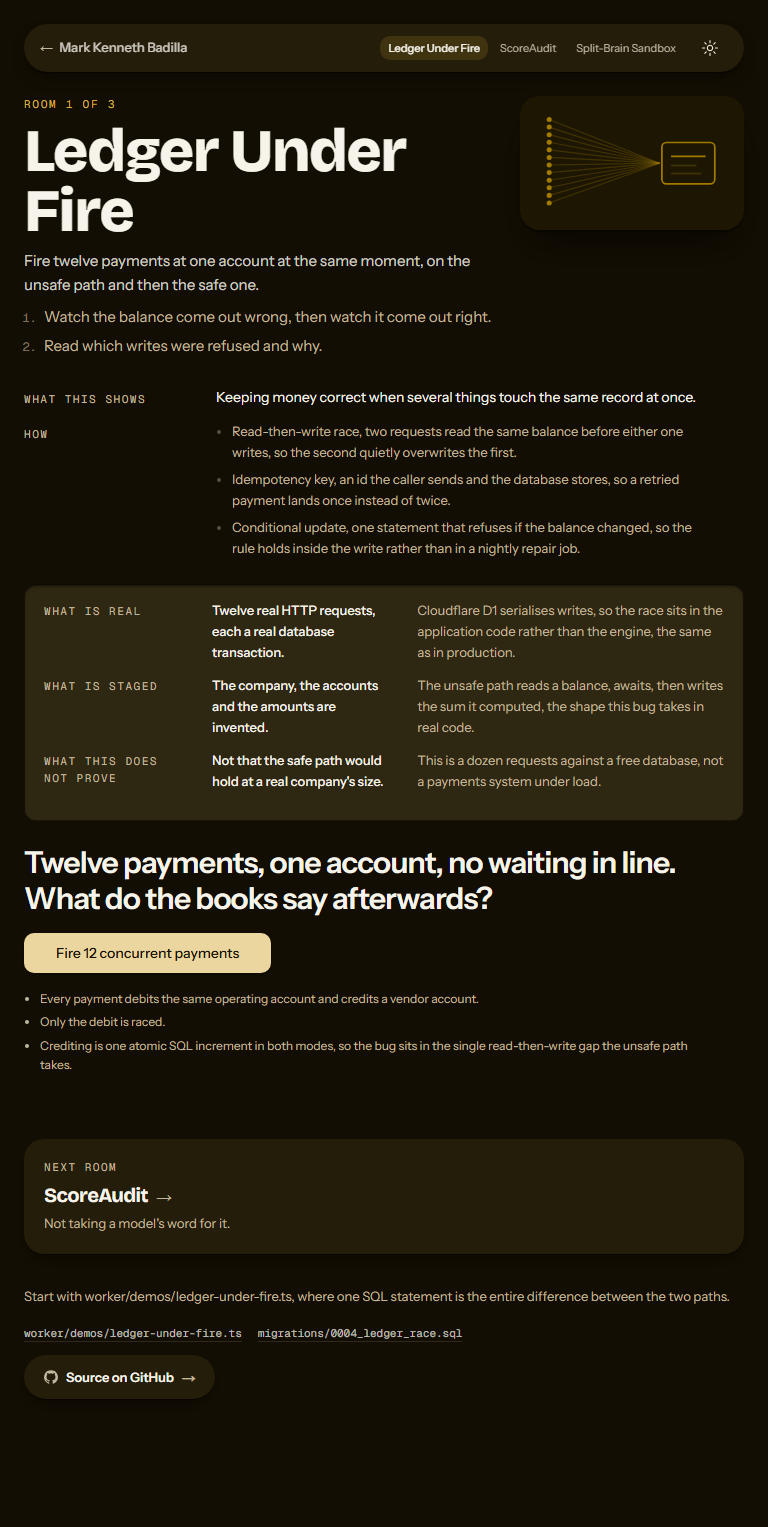 ← Mark Kenneth Badilla
Ledger Under Fire
ScoreAudit
Split-Brain Sandbox
ROOM 1 OF 3
Ledger Under
Fire
Fire twelve payments at one account at the same moment, on the
unsafe path and then the safe one.
1. Watch the balance come out wrong, then watch it come out right.
2. Read which writes were refused and why.
WHAT THIS SHOWS
Keeping money correct when several things touch the same record at once.
HOW
• Read-then-write race, two requests read the same balance before either one
writes, so the second quietly overwrites the first.
• Idempotency key, an id the caller sends and the database stores, so a retried
payment lands once instead of twice.
• Conditional update, one statement that refuses if the balance changed, so the
rule holds inside the write rather than in a nightly repair job.
WHAT IS REAL
Twelve real HTTP requests,
each a real database
transaction.
Cloudflare D1 serialises writes, so the race sits in the
application code rather than the engine, the same
as in production.
WHAT IS STAGED
The company, the accounts
and the amounts are
invented.
The unsafe path reads a balance, awaits, then writes
the sum it computed, the shape this bug takes in
real code.
WHAT THIS DOES
NOT PROVE
Not that the safe path would
hold at a real company's size.
This is a dozen requests against a free database, not
a payments system under load.
Twelve payments, one account, no waiting in line.
What do the books say afterwards?
Fire 12 concurrent payments
• Every payment debits the same operating account and credits a vendor account.
• Only the debit is raced.
• Crediting is one atomic SQL increment in both modes, so the bug sits in the single read-then-write gap the unsafe path
takes.
NEXT ROOM
ScoreAudit →
Not taking a model's word for it.
Start with worker/demos/ledger-under-fire.ts, where one SQL statement is the entire difference between the two paths.
worker/demos/ledger-under-fire.ts
migrations/0004_ledger_race.sql
Source on GitHub →